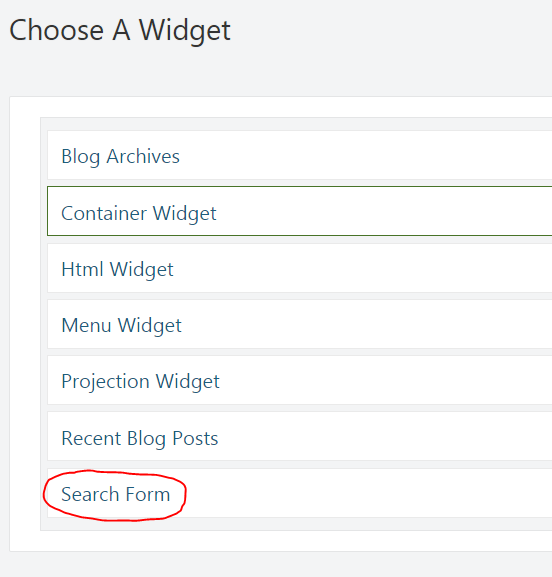 Choose A Widget
Blog Archives
Container Widget
Html Widget
Menu Widget
Projection Widget
Recent Blog Posts
Search Form